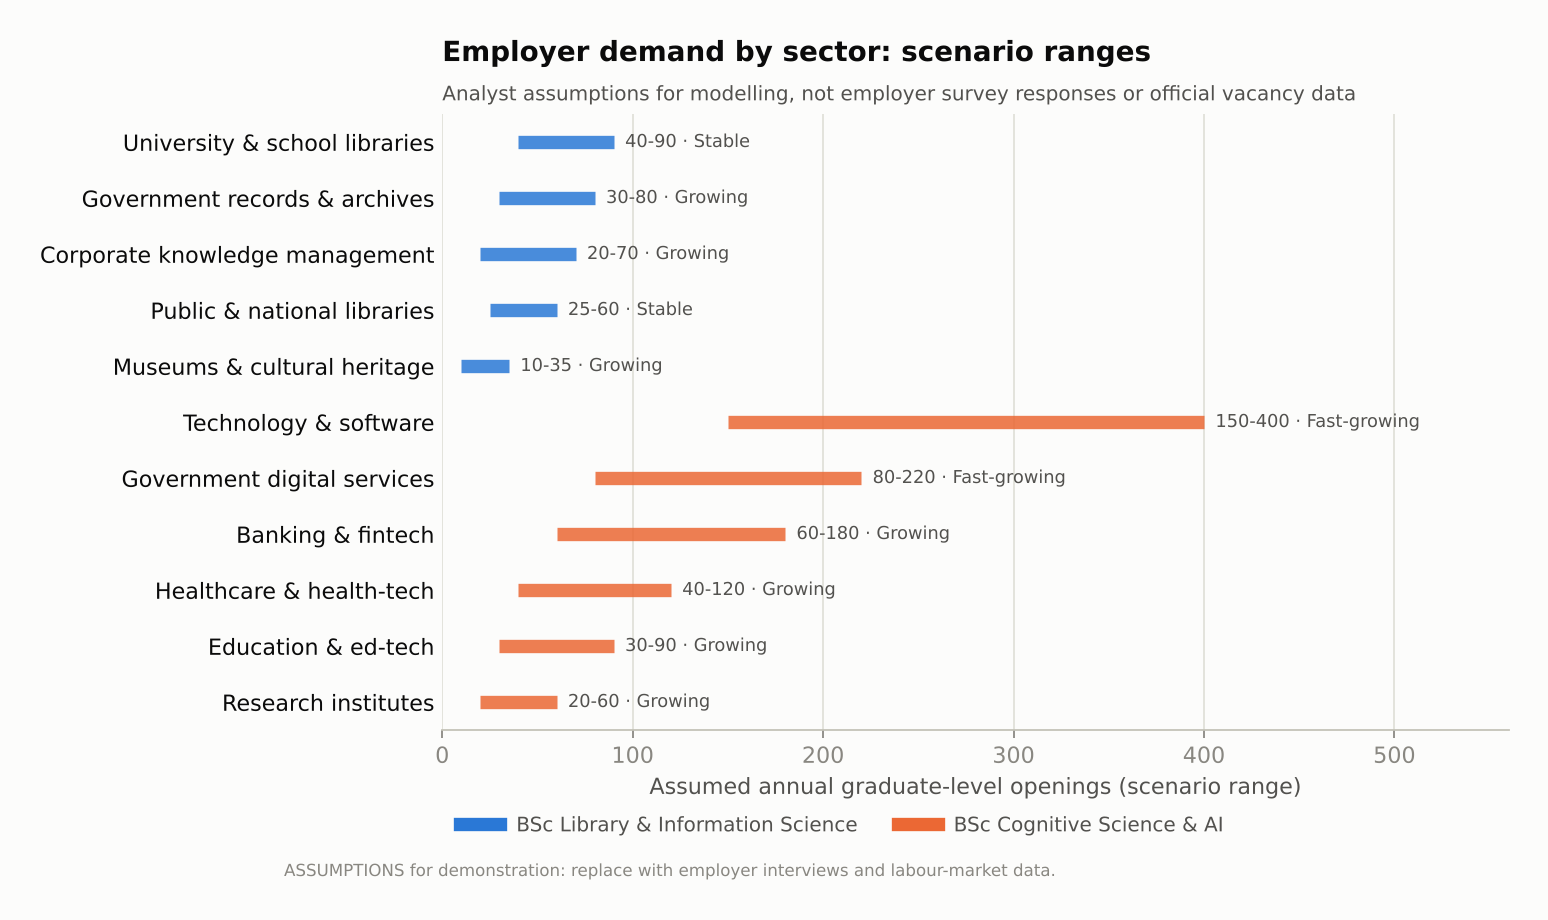 Employer demand by sector: scenario ranges
Analyst assumptions for modelling, not employer survey responses or official vacancy data
University & school libraries
40-90 · Stable
Government records & archives
30-80 · Growing
Corporate knowledge management
20-70 · Growing
Public & national libraries
25-60 · Stable
Museums & cultural heritage
10-35 · Growing
Technology & software
150-400 · Fast-growing
Government digital services
80-220 · Fast-growing
Banking & fintech
60-180 · Growing
Healthcare & health-tech
40-120 · Growing
Education & ed-tech
30-90 · Growing
Research institutes
20-60 · Growing
0 100 200 300 400 500
Assumed annual graduate-level openings (scenario range)
BSc Library & Information Science BSc Cognitive Science & AI
ASSUMPTIONS for demonstration: replace with employer interviews and labour-market data.